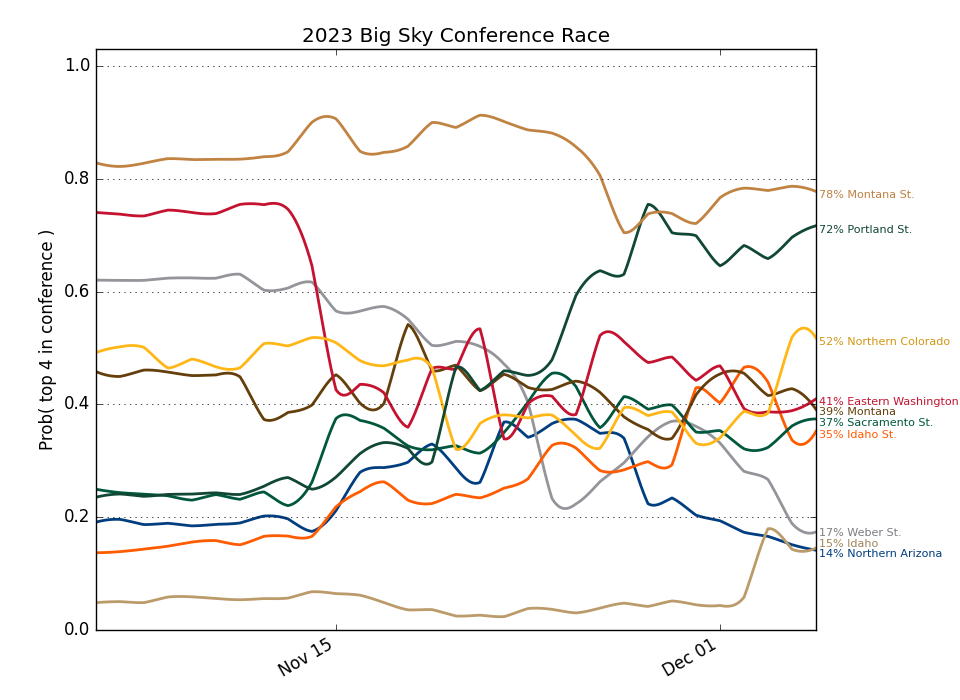 2023 Big Sky Conference Race
Prob( top 4 in conference )
1.0
0.8
0.6
0.4
0.2
0.0
Nov 15
Dec 01
78% Montana St.
72% Portland St.
52% Northern Colorado
41% Eastern Washington
39% Montana
37% Sacramento St.
35% Idaho St.
17% Weber St.
15% Idaho
14% Northern Arizona